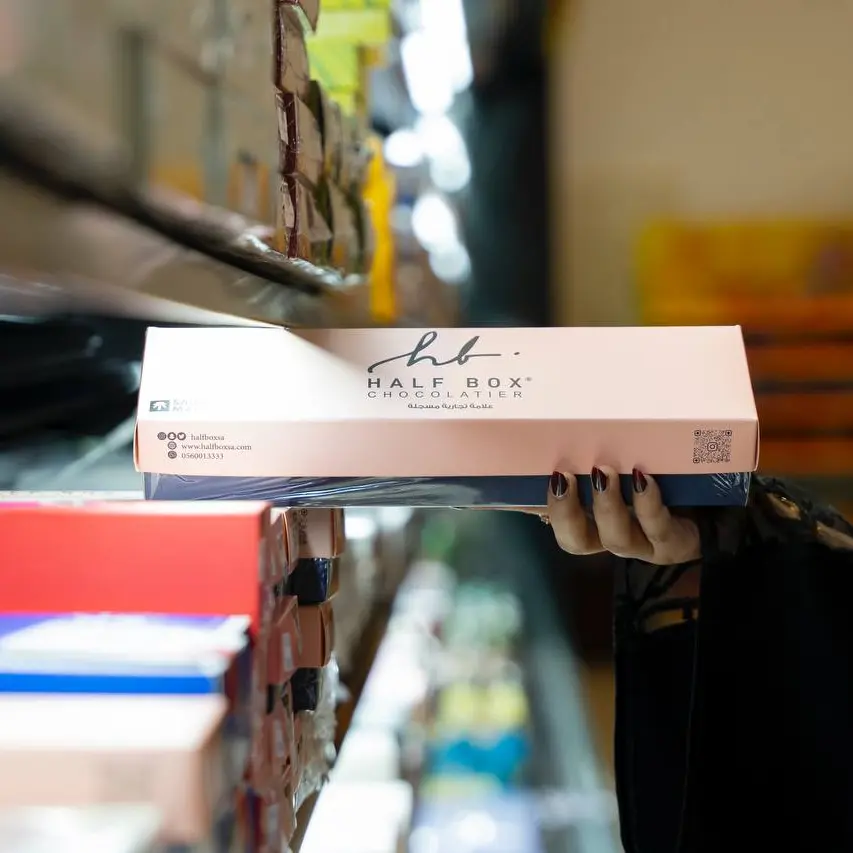 hb
HALF BOX®
CHOCOLATIER
علامة تجارية مسجلة
halfboxsa
www.halfboxsa.com
0560013333